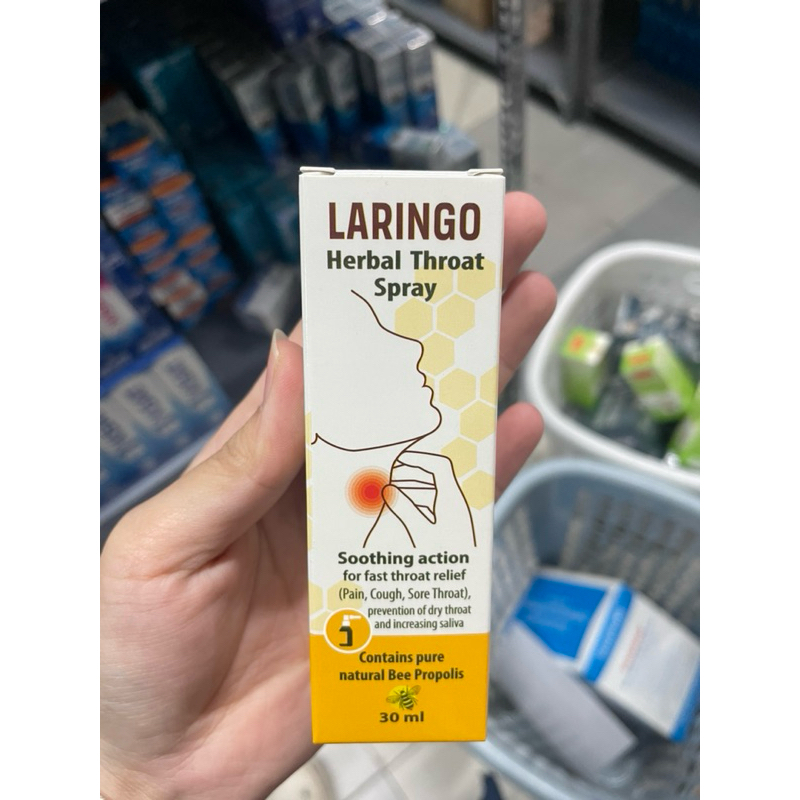 LARINGO
Herbal Throat
Spray
Soothing action
for fast throat relief
(Pain, Cough, Sore Throat),
prevention of dry throat
and increasing saliva
Contains pure
natural Bee Propolis
30 ml